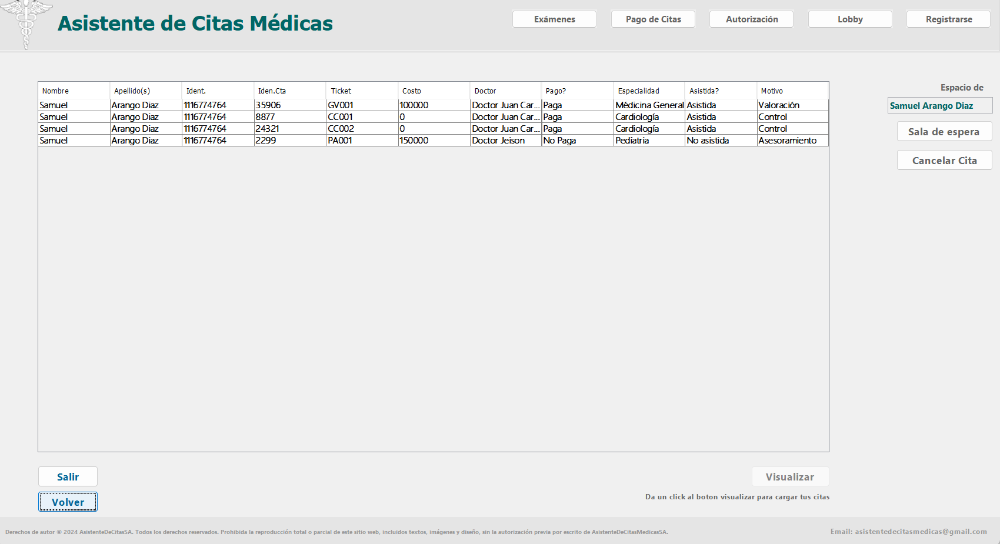 Asistente de Citas Médicas
Exámenes Pago de Citas Autorización Lobby Registrarse
Nombre Apellido(s) Ident. Iden.Cta Ticket Costo Doctor Pago? Especialidad Asistida? Motivo
Samuel Arango Diaz 1116774764 35906 GV001 100000 Doctor Juan Car... Paga Médicina General Asistida Valoración
Samuel Arango Diaz 1116774764 8877 CC001 0 Doctor Juan Car... Paga Cardiología Asistida Control
Samuel Arango Diaz 1116774764 24321 CC002 0 Doctor Juan Car... Paga Cardiología Asistida Control
Samuel Arango Diaz 1116774764 2299 PA001 150000 Doctor Jeison No Paga Pedíatria No asistida Asesoramiento
Espacio de
Samuel Arango Diaz
Sala de espera
Cancelar Cita
Salir
Volver
Visualizar
Da un click al boton visualizar para cargar tus citas
Derechos de autor © 2024 AsistenteDeCitasSA. Todos los derechos reservados. Prohibida la reproducción total o parcial de este sitio web, incluidos textos, imágenes y diseño, sin la autorización previa por escrito de AsistenteDeCitasMedicasSA.
Email: asistentedecitasmedicas@gmail.com